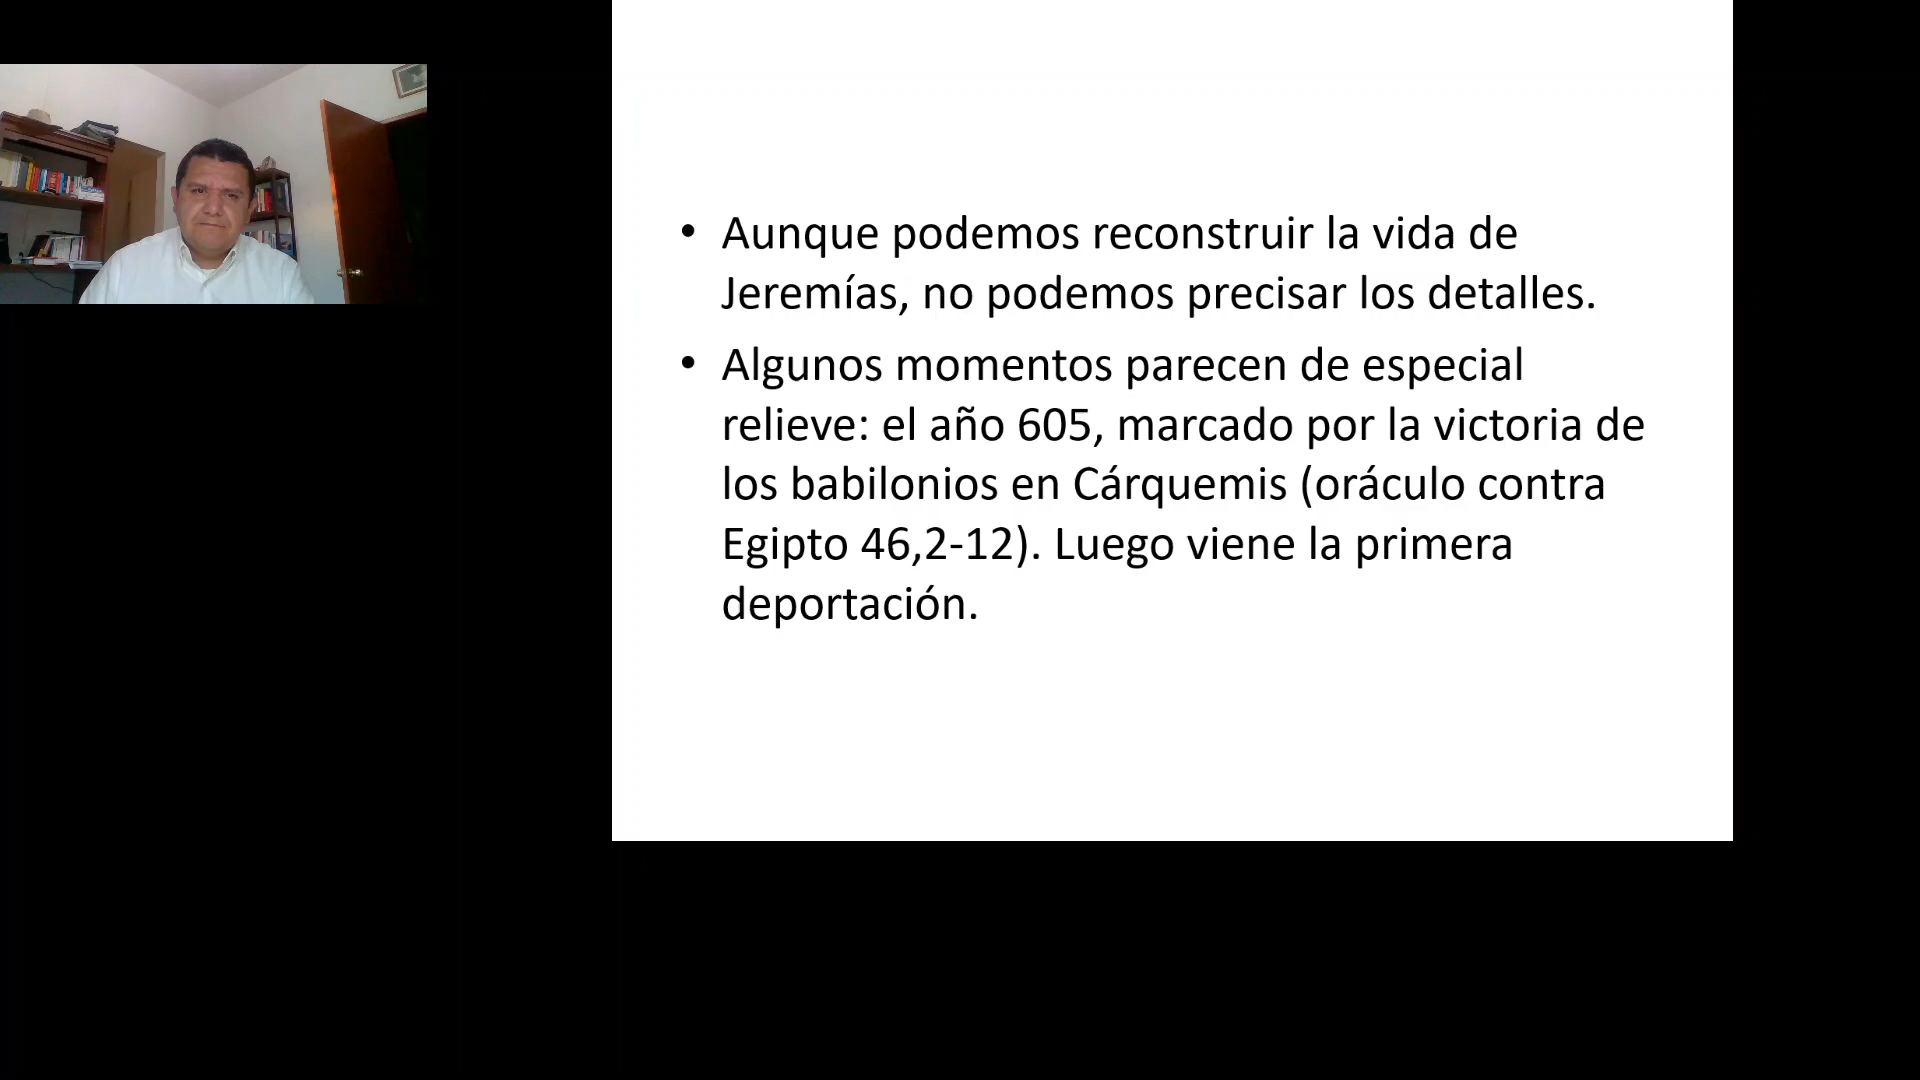 • Aunque podemos reconstruir la vida de
Jeremías, no podemos precisar los detalles.
• Algunos momentos parecen de especial
relieve: el año 605, marcado por la victoria de
los babilonios en Cárquemis (oráculo contra
Egipto 46,2-12). Luego viene la primera
deportación.